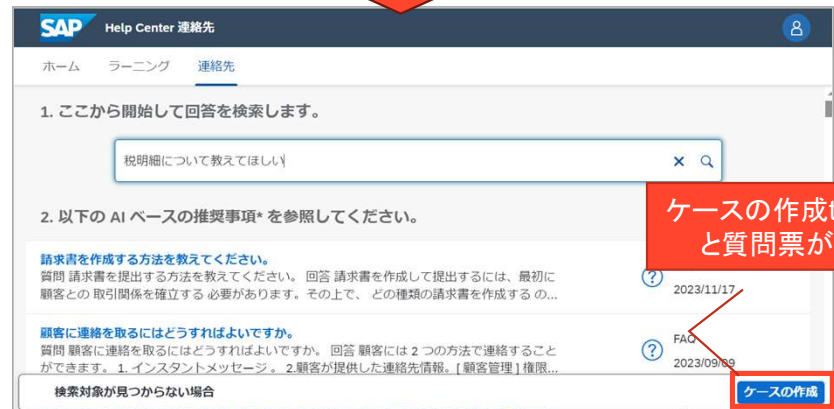 SAP Help Center 連絡先
ホーム ラーニング 連絡先
1. ここから開始して回答を検索します。
税明細について教えてほしい
2. 以下の AI ベースの推奨事項* を参照してください。
ケースの作成
と質問票が
請求書を作成する方法を教えてください。
質問 請求書を提出する方法を教えてください。 回答 請求書を作成して提出するには、最初に
顧客との 取引関係を確立する 必要があります。その上で、 どの種類の請求書を作成する の...
2023/11/17
顧客に連絡を取るにはどうすればよいですか。
質問 顧客に連絡を取るにはどうすればよいですか。 回答 顧客には 2 つの方法で連絡すること
ができます。 1. インスタントメッセージ 。 2.顧客が提供した連絡先情報。[ 顧客管理 ] 権限...
FAQ
2023/09/09
検索対象が見つからない場合
ケースの作成